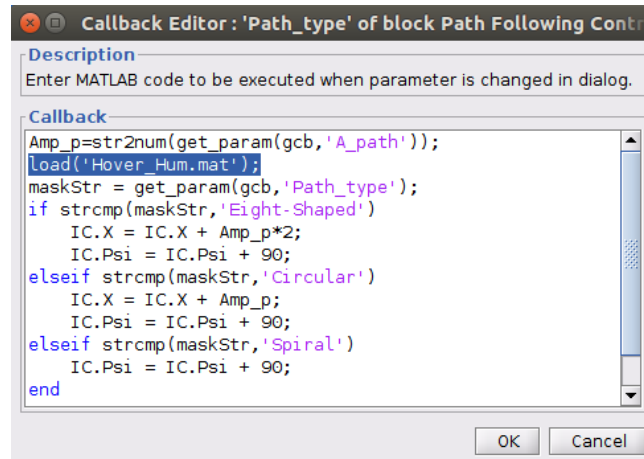 Callback Editor : 'Path_type' of block Path Following Contr
Description
Enter MATLAB code to be executed when parameter is changed in dialog.
Callback
Amp_p=str2num(get_param(gcb,'A_path'));
load('Hover_Hum.mat');
maskStr = get_param(gcb,'Path_type');
if strcmp(maskStr,'Eight-Shaped')
    IC.X = IC.X + Amp_p*2;
    IC.Psi = IC.Psi + 90;
elseif strcmp(maskStr,'Circular')
    IC.X = IC.X + Amp_p;
    IC.Psi = IC.Psi + 90;
elseif strcmp(maskStr,'Spiral')
    IC.Psi = IC.Psi + 90;
end
OK Cancel